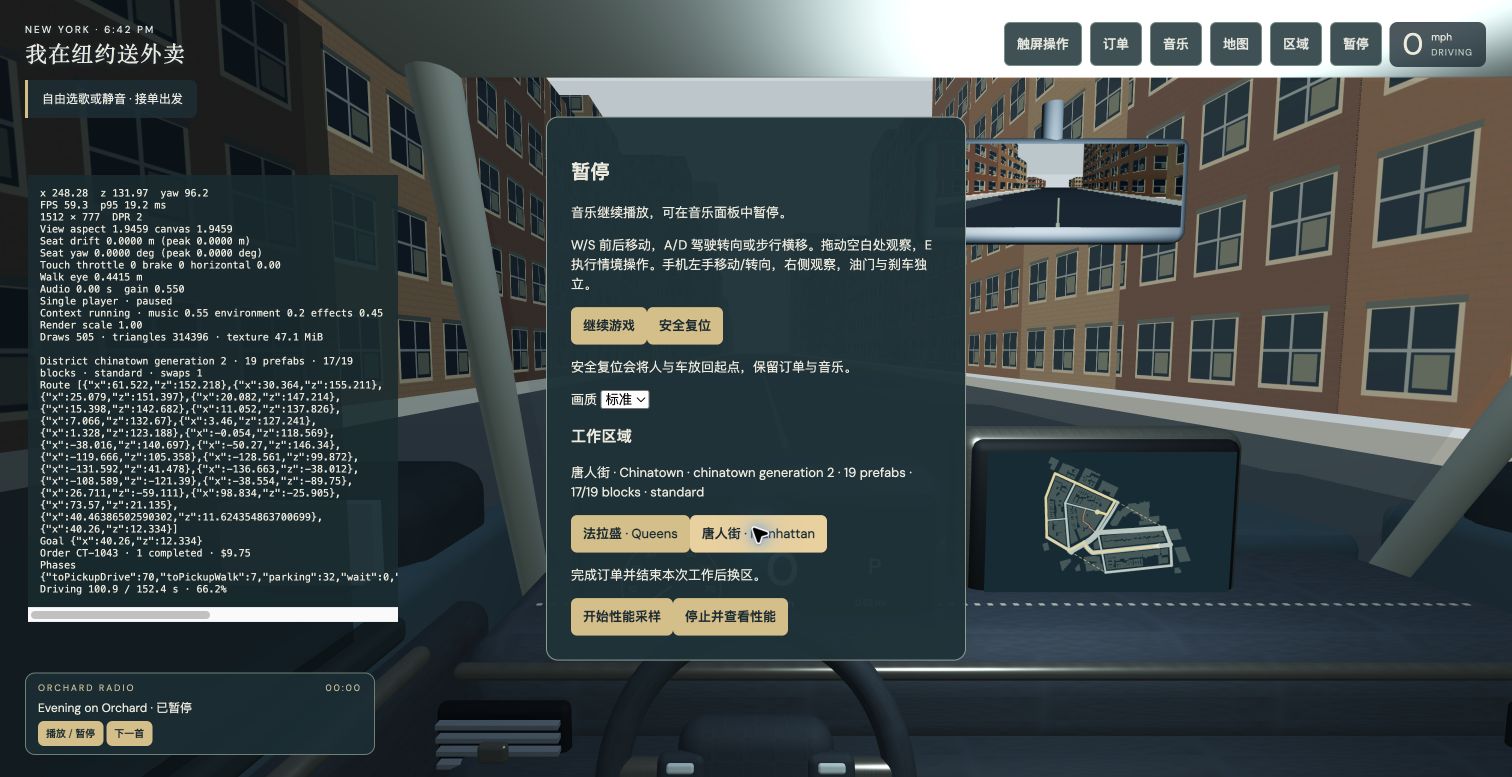 NEW YORK · 6:42 PM
我在纽约送外卖
自由选歌或静音 · 接单出发
触屏操作
订单
音乐
地图
区域
暂停
0 mph
DRIVING
x 248.28  z 131.97  yaw 96.2
FPS 59.3  p95 19.2 ms
1512 × 777  DPR 2
View aspect 1.9459 canvas 1.9459
Seat drift 0.0000 m (peak 0.0000 m)
Seat yaw 0.0000 deg (peak 0.0000 deg)
Touch throttle 0 brake 0 horizontal 0.00
Walk eye 0.4415 m
Audio 0.00 s  gain 0.550
Single player · paused
Context running · music 0.55 environment 0.2 effects 0.45
Render scale 1.00
Draws 505 · triangles 314396 · texture 47.1 MiB
District chinatown generation 2 · 19 prefabs · 17/19
blocks · standard · swaps 1
Route [{"x":61.522,"z":152.218},{"x":30.364,"z":155.211},
{"x":25.079,"z":151.397},{"x":20.082,"z":147.214},
{"x":15.398,"z":142.682},{"x":11.052,"z":137.826},
{"x":7.066,"z":132.67},{"x":3.46,"z":127.241},
{"x":1.328,"z":123.188},{"x":-0.054,"z":118.569},
{"x":-38.016,"z":140.697},{"x":-50.27,"z":146.34},
{"x":-119.666,"z":105.358},{"x":-128.561,"z":99.872},
{"x":-131.592,"z":41.478},{"x":-136.663,"z":-38.012},
{"x":-108.589,"z":-121.39},{"x":-38.554,"z":-89.75},
{"x":26.711,"z":-59.111},{"x":98.834,"z":-25.905},
{"x":73.57,"z":21.135},
{"x":40.46386502590302,"z":11.624354863700699},
{"x":40.26,"z":12.334}]
Goal {"x":40.26,"z":12.334}
Order CT-1043 · 1 completed · $9.75
Phases
{"toPickupDrive":70,"toPickupWalk":7,"parking":32,"wait":0,"
Driving 100.9 / 152.4 s · 66.2%
暂停
音乐继续播放，可在音乐面板中暂停。
W/S 前后移动，A/D 驾驶转向或步行横移。拖动空白处观察，E
执行情境操作。手机左手移动/转向，右侧观察，油门与刹车独
立。
继续游戏
安全复位
安全复位会将人与车放回起点，保留订单与音乐。
画质 标准
工作区域
唐人街 · Chinatown · chinatown generation 2 · 19 prefabs ·
17/19 blocks · standard
法拉盛 · Queens
唐人街 ·
完成订单并结束本次工作后换区。
开始性能采样
停止并查看性能
ORCHARD RADIO
00:00
Evening on Orchard · 已暂停
播放 / 暂停
下一首